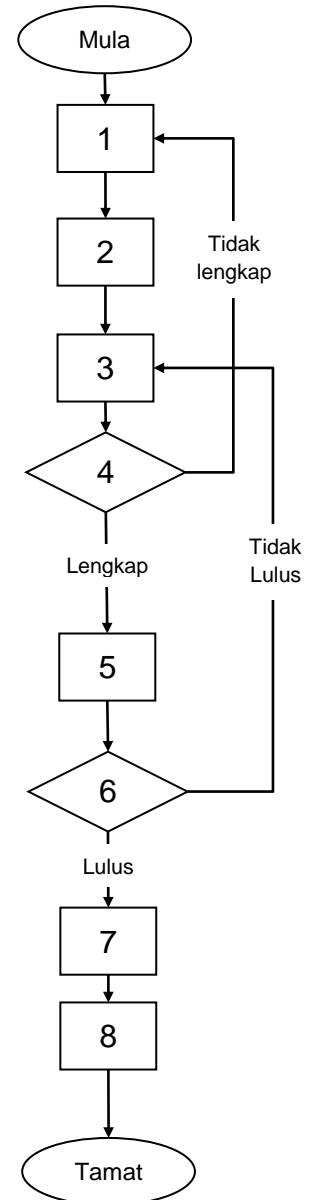 Mula
1
2
Tidak
lengkap
3
4
Lengkap
Tidak
Lulus
5
6
Lulus
7
8
Tamat